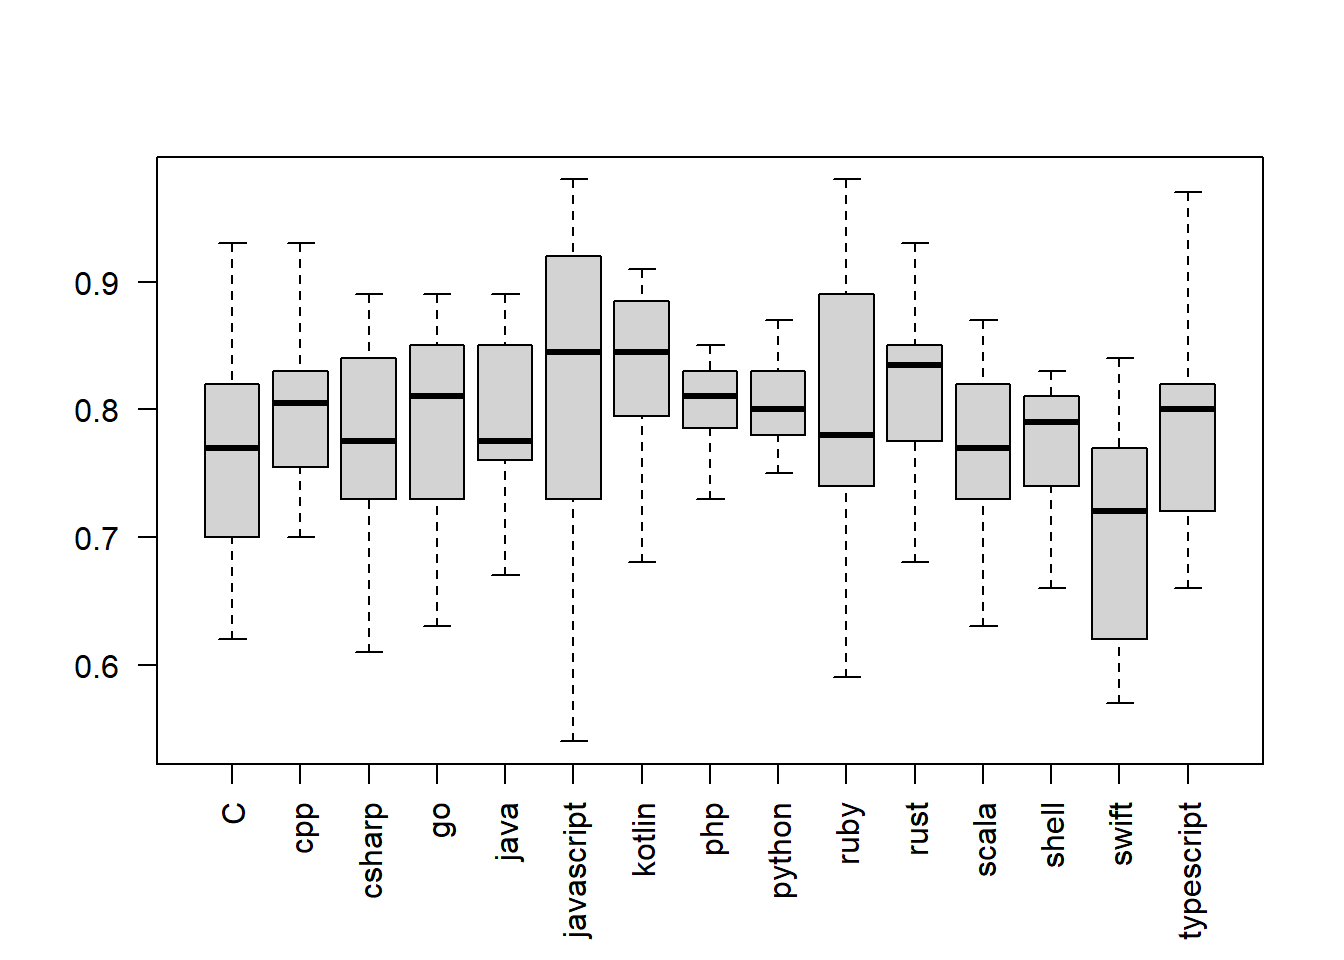 0.9
0.8
0.7
0.6
C
cpp
csharp
go
java
javascript
kotlin
php
python
ruby
rust
scala
shell
swift
typescript